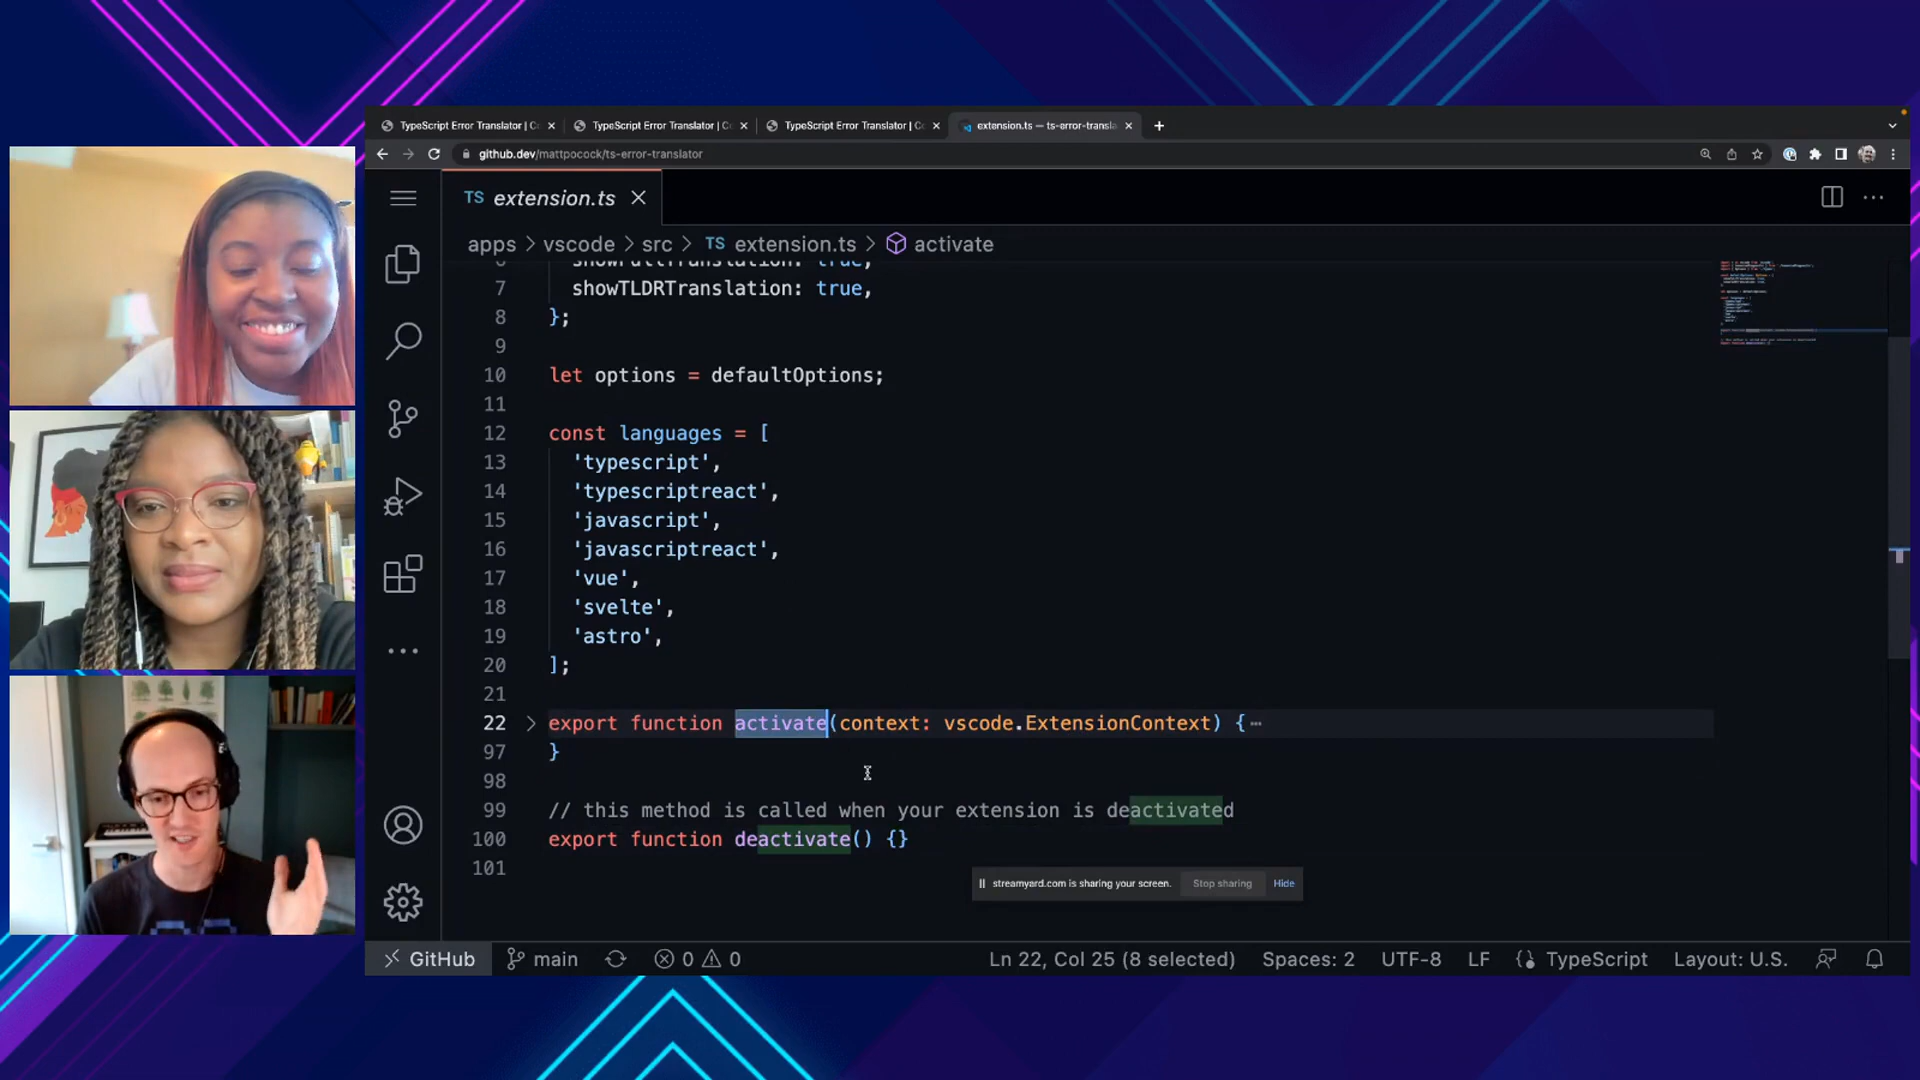 TypeScript Error Translator | C
TypeScript Error Translator | C
TypeScript Error Translator | C
extension.ts — ts-error-transla
github.dev/mattpocock/ts-error-translator
TS extension.ts
apps > vscode > src > TS extension.ts > activate
6 showFullTranslation: true,
7 showTLDRTranslation: true,
8 };
9
10 let options = defaultOptions;
11
12 const languages = [
13 'typescript',
14 'typescriptreact',
15 'javascript',
16 'javascriptreact',
17 'vue',
18 'svelte',
19 'astro',
20 ];
21
22 export function activate(context: vscode.ExtensionContext) {⋯
97 }
98
99 // this method is called when your extension is deactivated
100 export function deactivate() {}
101
streamyard.com is sharing your screen. Stop sharing Hide
GitHub main 0 0 Ln 22, Col 25 (8 selected) Spaces: 2 UTF-8 LF TypeScript Layout: U.S.